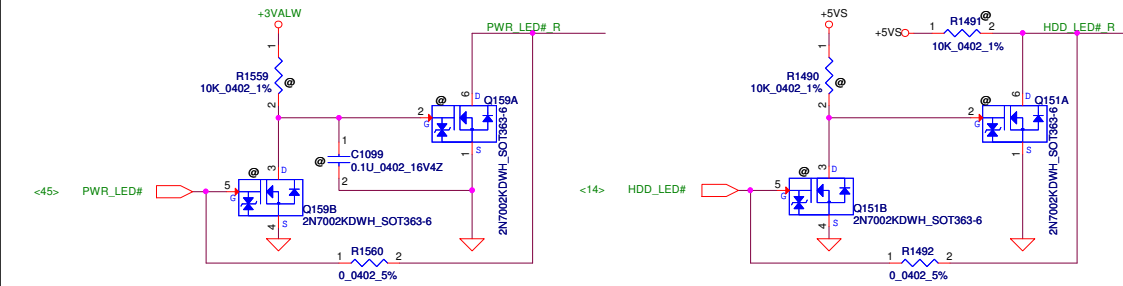 +3VALW
PWR_LED#_R
1
R1559
10K_0402_1%
@
2
@
Q159A
6
D
2
G
S
1
2N7002KDWH_SOT363-6
1
@
C1099
0.1U_0402_16V4Z
2
@
3
D
<45>
PWR_LED#
5
G
Q159B
2N7002KDWH_SOT363-6
4
S
R1560
1
2
0_0402_5%
+5VS
1
R1490
10K_0402_1%
@
2
+5VS
1
R1491
@
2
10K_0402_1%
HDD_LED#_R
@
Q151A
6
D
2
G
S
1
2N7002KDWH_SOT363-6
@
3
D
<14>
HDD_LED#
5
G
Q151B
2N7002KDWH_SOT363-6
4
S
R1492
1
2
0_0402_5%